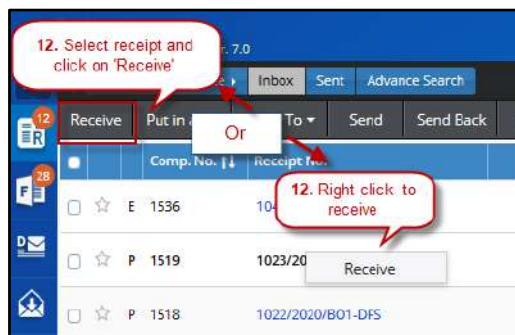 12. Select receipt and
click on 'Receive'
r. 7.0
Inbox Sent Advance Search
12
Receive Put in a To Send Send Back
Or
Comp. No. Receipt No.
12. Right click to
receive
28
E 1536 104
P 1519 1023/20
Receive
P 1518 1022/2020/BO1-DFS